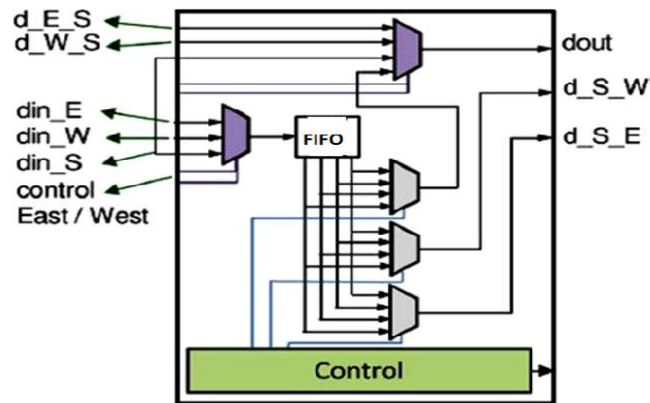 d_E_S
d_W_S
dout
d_S_W
din_E
din_W
d_S_E
din_S
FIFO
control
East / West
Control